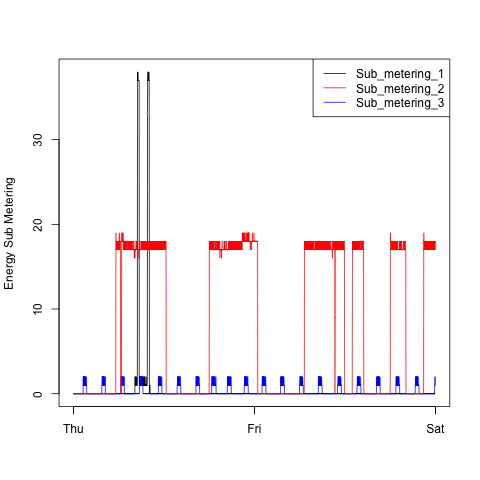 Sub_metering_1
Sub_metering_2
Sub_metering_3
Energy Sub Metering
30
20
10
0
Thu Fri Sat